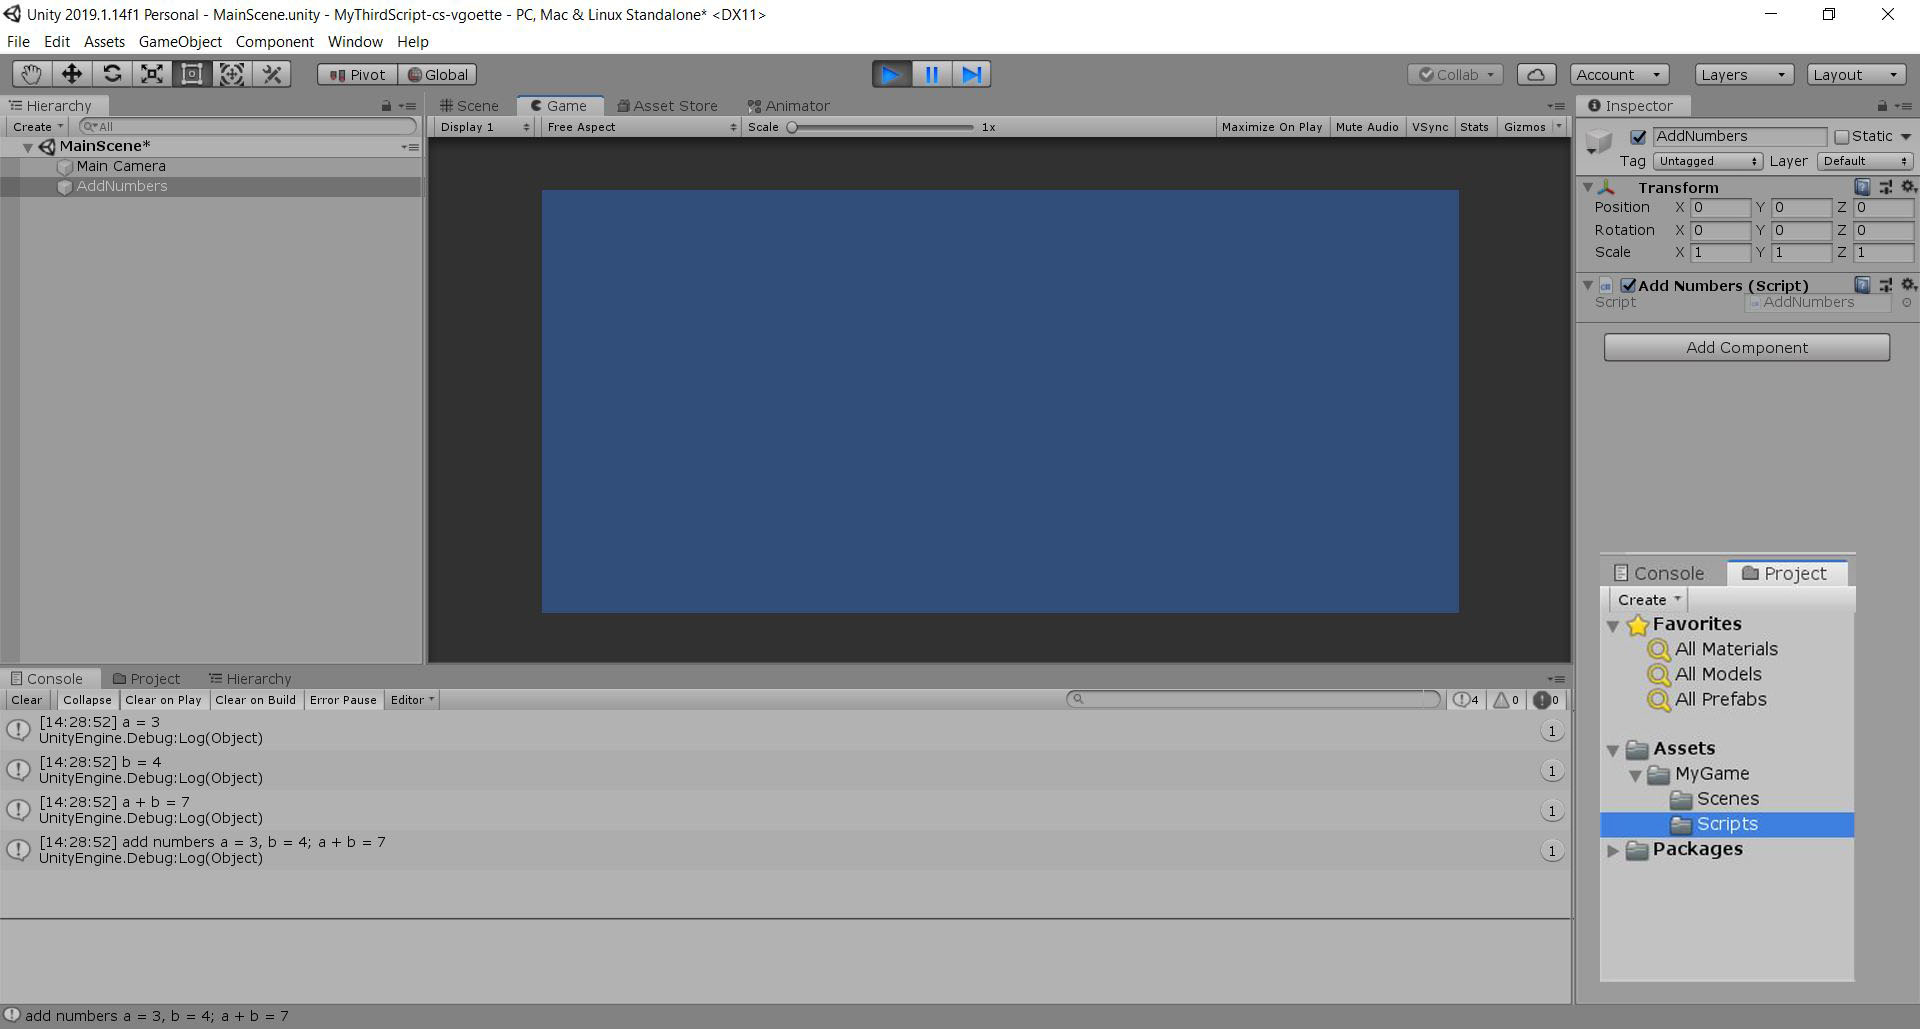 Unity 2019.1.14f1 Personal - MainScene.unity - MyThirdScript-cs-vgoette - PC, Mac & Linux Standalone* <DX11>
File Edit Assets GameObject Component Window Help
Pivot Global Collab Account Layers Layout
Hierarchy
Create All
MainScene*
Main Camera
AddNumbers
Scene Game Asset Store Animator
Display 1 Free Aspect Scale 1x Maximize On Play Mute Audio VSync Stats Gizmos
Inspector
AddNumbers Static
Tag Untagged Layer Default
Transform
Position X 0 Y 0 Z 0
Rotation X 0 Y 0 Z 0
Scale X 1 Y 1 Z 1
Add Numbers (Script)
Script AddNumbers
Add Component
Console Project
Create
Favorites
All Materials
All Models
All Prefabs
Assets
MyGame
Scenes
Scripts
Packages
Console Project Hierarchy
Clear Collapse Clear on Play Clear on Build Error Pause Editor 4 0 0
[14:28:52] a = 3
UnityEngine.Debug:Log(Object) 1
[14:28:52] b = 4
UnityEngine.Debug:Log(Object) 1
[14:28:52] a + b = 7
UnityEngine.Debug:Log(Object) 1
[14:28:52] add numbers a = 3, b = 4; a + b = 7
UnityEngine.Debug:Log(Object) 1
add numbers a = 3, b = 4; a + b = 7